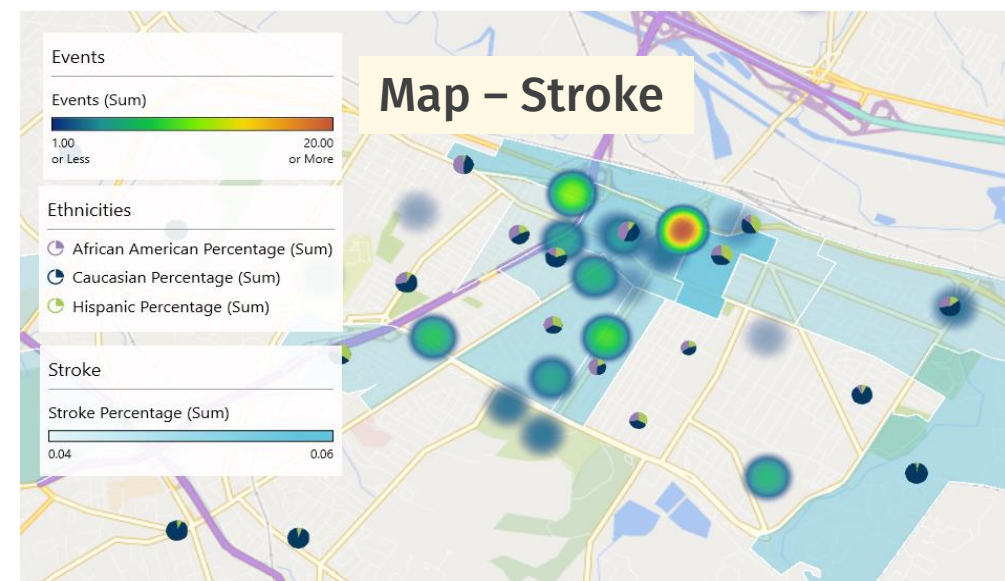 Map – Stroke
Events
Events (Sum)
1.00
or Less
20.00
or More
Ethnicities
African American Percentage (Sum)
Caucasian Percentage (Sum)
Hispanic Percentage (Sum)
Stroke
Stroke Percentage (Sum)
0.04
0.06